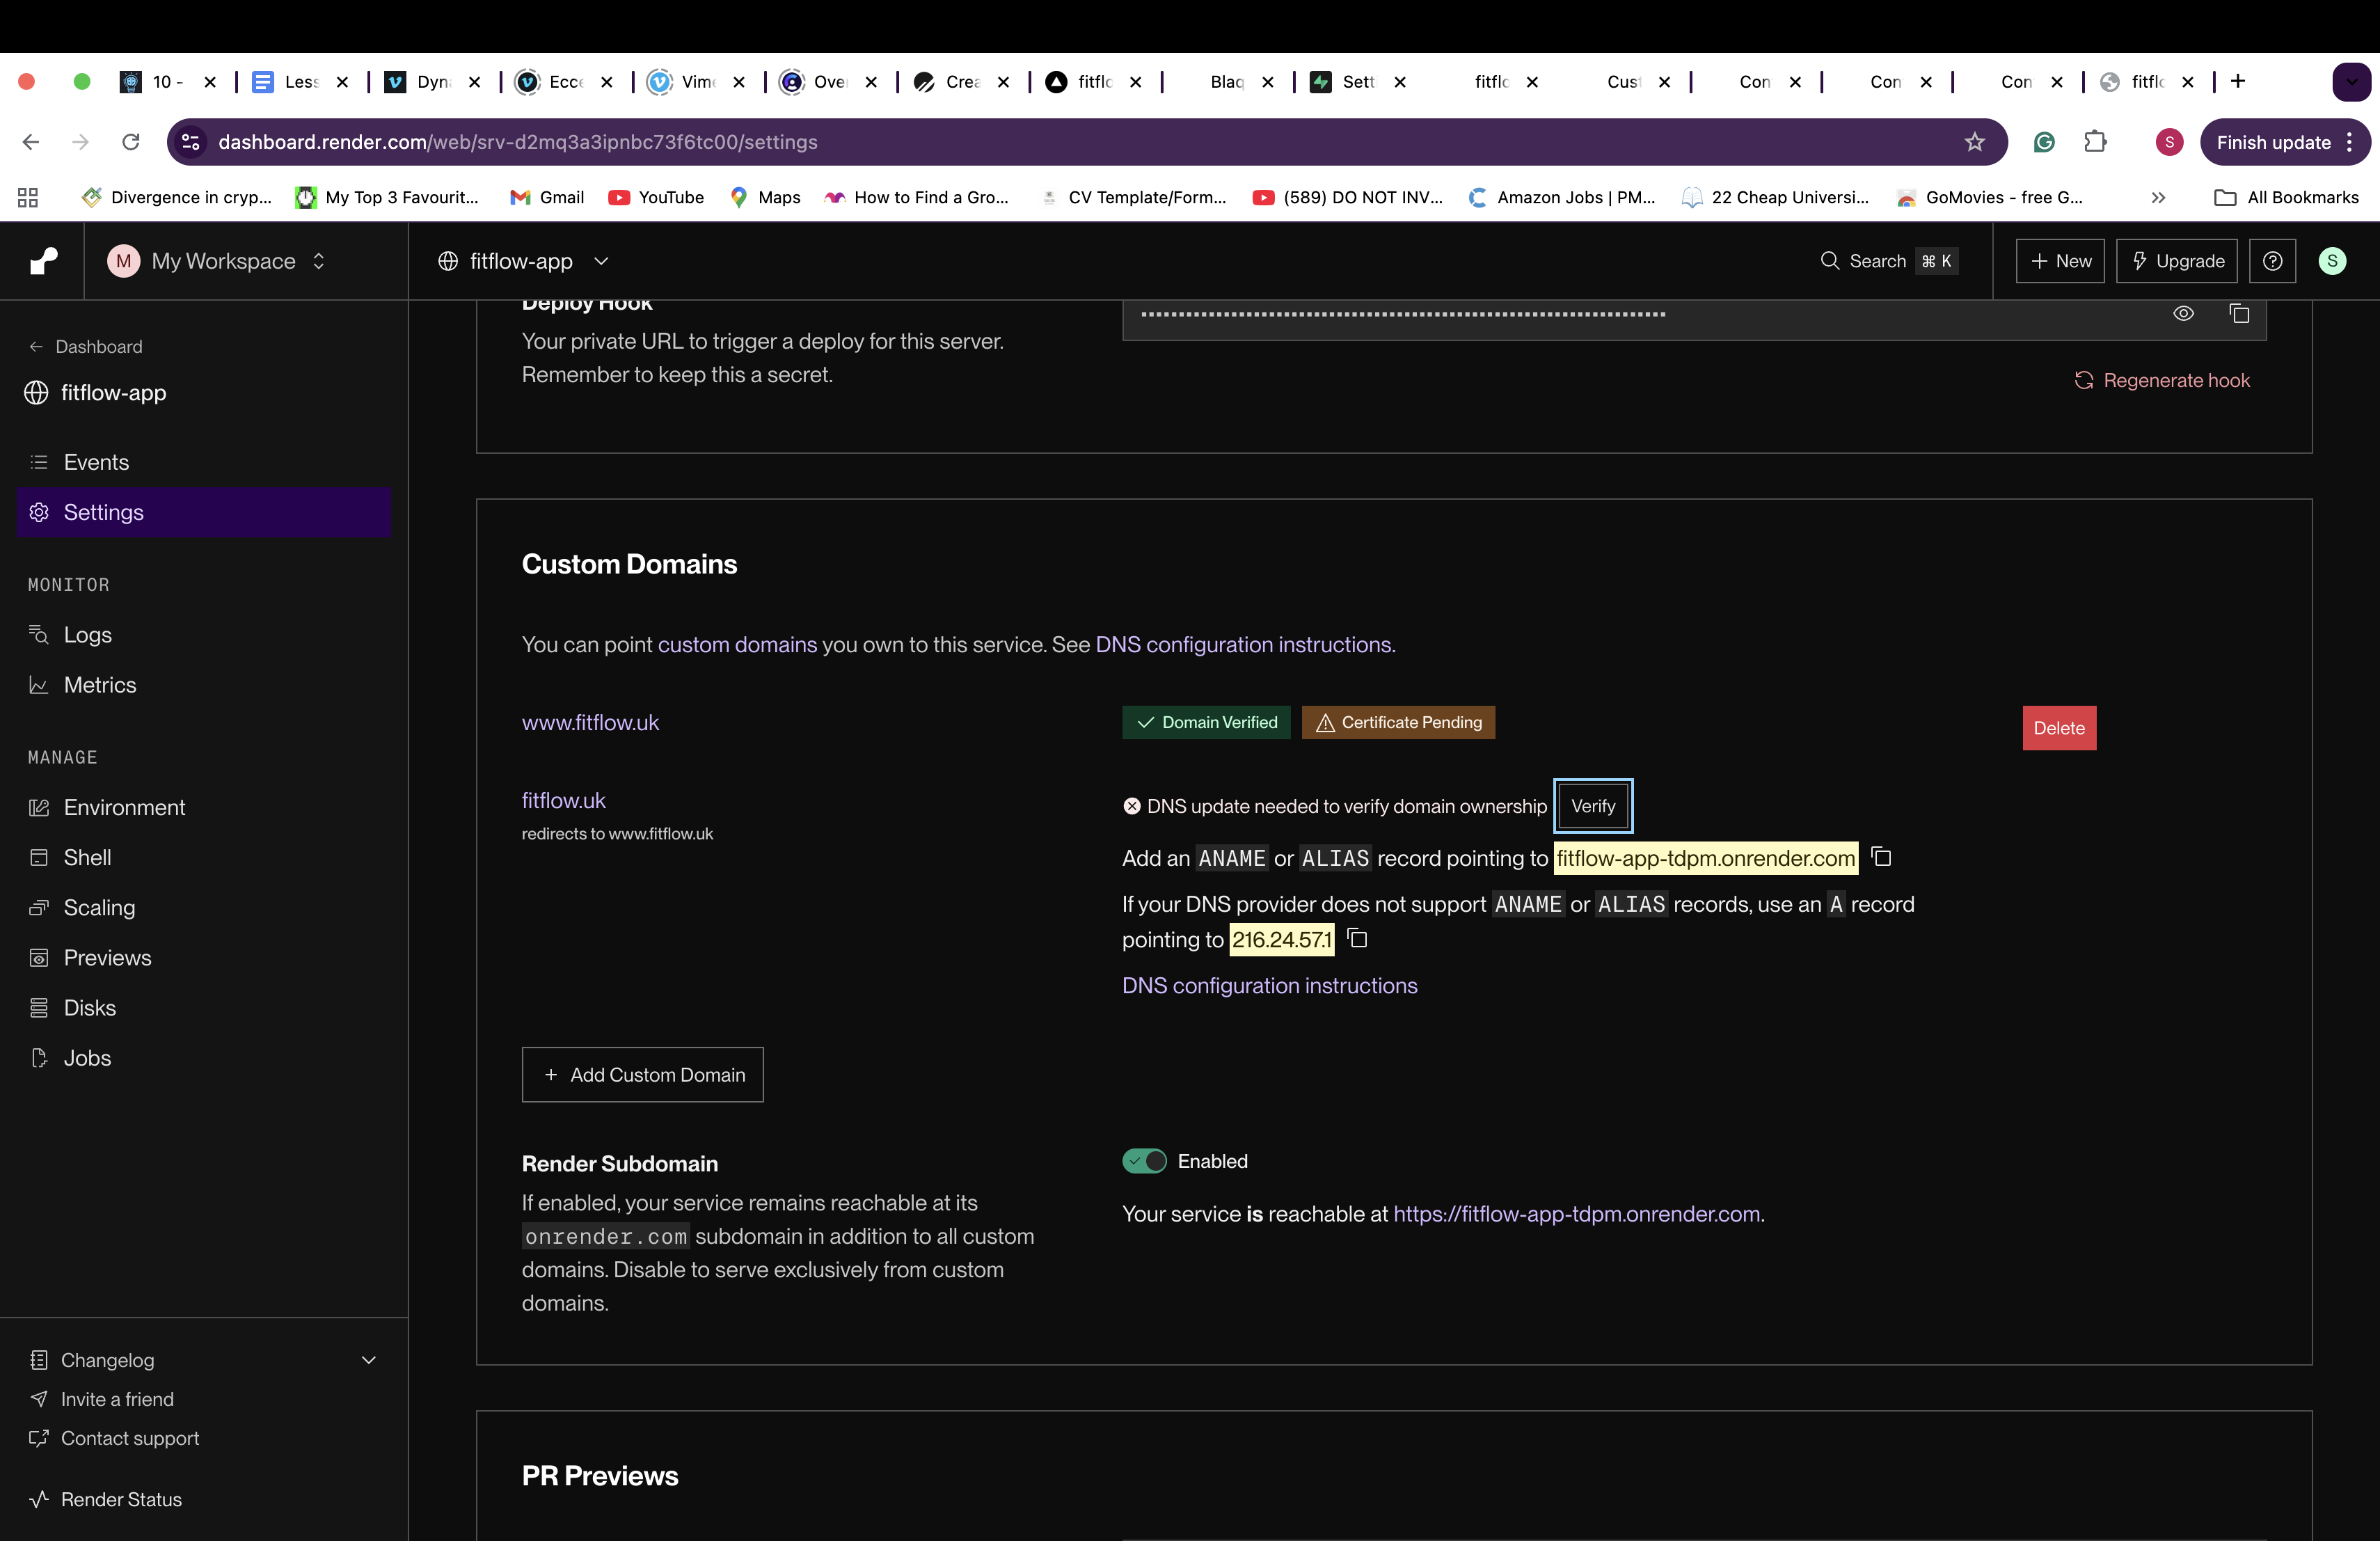 10 -
Less
Dyna
Ecce
Vime
Over
Crea
fitflo
Blaq
Sett
fitflo
Cust
Con
Con
Con
fitflo
dashboard.render.com/web/srv-d2mq3a3ipnbc73f6tc00/settings
S
Finish update
Divergence in cryp...
My Top 3 Favourit...
Gmail
YouTube
Maps
How to Find a Gro...
CV Template/Form...
(589) DO NOT INV...
Amazon Jobs | PM...
22 Cheap Universi...
GoMovies - free G...
All Bookmarks
M My Workspace
fitflow-app
Search ⌘ K
+ New
Upgrade
S
Dashboard
fitflow-app
Events
Settings
MONITOR
Logs
Metrics
MANAGE
Environment
Shell
Scaling
Previews
Disks
Jobs
Changelog
Invite a friend
Contact support
Render Status
Deploy Hook
Your private URL to trigger a deploy for this server.
Remember to keep this a secret.
Regenerate hook
Custom Domains
You can point custom domains you own to this service. See DNS configuration instructions.
www.fitflow.uk
Domain Verified
Certificate Pending
Delete
fitflow.uk
redirects to www.fitflow.uk
DNS update needed to verify domain ownership
Verify
Add an ANAME or ALIAS record pointing to fitflow-app-tdpm.onrender.com
If your DNS provider does not support ANAME or ALIAS records, use an A record
pointing to 216.24.57.1
DNS configuration instructions
+ Add Custom Domain
Render Subdomain
If enabled, your service remains reachable at its
onrender.com subdomain in addition to all custom
domains. Disable to serve exclusively from custom
domains.
Enabled
Your service is reachable at https://fitflow-app-tdpm.onrender.com.
PR Previews